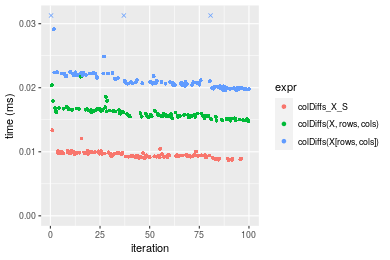 0.03
0.02
0.01
0.00
time (ms)
0
25
50
75
100
iteration
expr
colDiffs_X_S
colDiffs(X, rows, cols)
colDiffs(X[rows, cols])